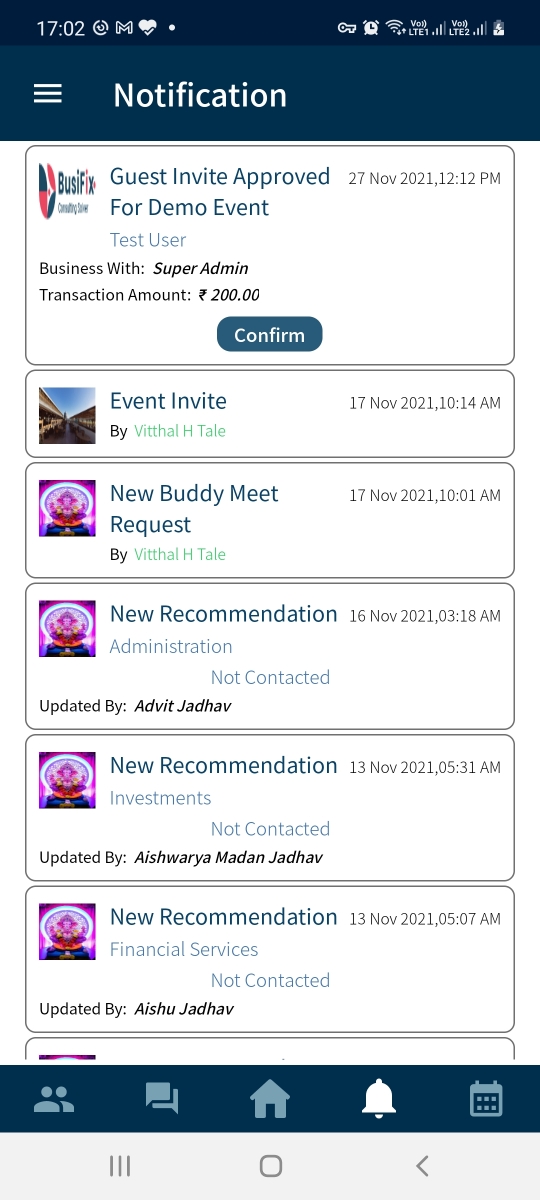 17:02
Vo)) LTE1 Vo)) LTE2
Notification
BusiFix
Consulting Solver
Guest Invite Approved
For Demo Event
27 Nov 2021,12:12 PM
Test User
Business With: Super Admin
Transaction Amount: ₹ 200.00
Confirm
Event Invite
17 Nov 2021,10:14 AM
By Vitthal H Tale
New Buddy Meet
Request
17 Nov 2021,10:01 AM
By Vitthal H Tale
New Recommendation
16 Nov 2021,03:18 AM
Administration
Not Contacted
Updated By: Advit Jadhav
New Recommendation
13 Nov 2021,05:31 AM
Investments
Not Contacted
Updated By: Aishwarya Madan Jadhav
New Recommendation
13 Nov 2021,05:07 AM
Financial Services
Not Contacted
Updated By: Aishu Jadhav